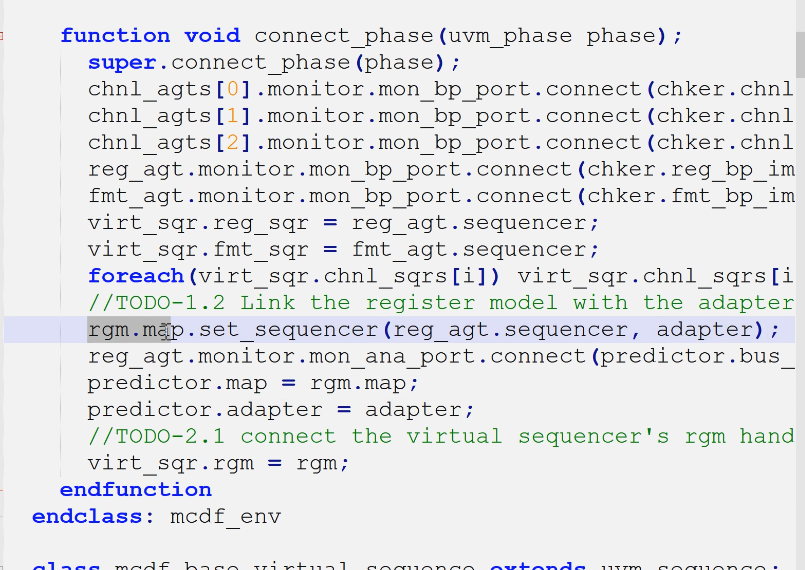 function void connect_phase(uvm_phase phase);
super.connect_phase(phase);
chnl_agts[0].monitor.mon_bp_port.connect(chker.chnl
chnl_agts[1].monitor.mon_bp_port.connect(chker.chnl
chnl_agts[2].monitor.mon_bp_port.connect(chker.chnl
reg_agt.monitor.mon_bp_port.connect(chker.reg_bp_im
fmt_agt.monitor.mon_bp_port.connect(chker.fmt_bp_im
virt_sqr.reg_sqr = reg_agt.sequencer;
virt_sqr.fmt_sqr = fmt_agt.sequencer;
foreach(virt_sqr.chnl_sqrs[i]) virt_sqr.chnl_sqrs[i
//TODO-1.2 Link the register model with the adapter
rgm.map.set_sequencer(reg_agt.sequencer, adapter);
reg_agt.monitor.mon_ana_port.connect(predictor.bus_
predictor.map = rgm.map;
predictor.adapter = adapter;
//TODO-2.1 connect the virtual sequencer's rgm hand
virt_sqr.rgm = rgm;
endfunction
endclass: mcdf_env
class mcdf_base_virtual_sequence extends uvm_sequence;